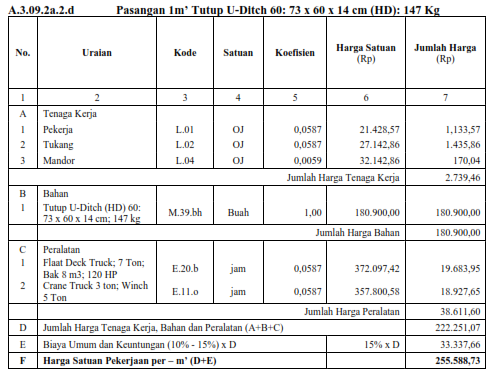 A.3.09.2a.2.d Pasangan 1m’ Tutup U-Ditch 60: 73 x 60 x 14 cm (HD): 147 Kg
No. Uraian Kode Satuan Koefisien Harga Satuan (Rp) Jumlah Harga (Rp)
1 2 3 4 5 6 7
A Tenaga Kerja
1 Pekerja L.01 OJ 0,0587 21.428,57 1,133,57
2 Tukang L.02 OJ 0,0587 27.142,86 1.435,86
3 Mandor L.04 OJ 0,0059 32.142,86 170,04
Jumlah Harga Tenaga Kerja 2.739,46
B Bahan
1 Tutup U-Ditch (HD) 60: 73 x 60 x 14 cm; 147 kg M.39.bh Buah 1,00 180.900,00 180.900,00
Jumlah Harga Bahan 180.900,00
C Peralatan
1 Flaat Deck Truck; 7 Ton; Bak 8 m3; 120 HP E.20.b jam 0,0587 372.097,42 19.683,95
2 Crane Truck 3 ton; Winch 5 Ton E.11.o jam 0,0587 357.800,58 18.927,65
Jumlah Harga Peralatan 38.611,60
D Jumlah Harga Tenaga Kerja, Bahan dan Peralatan (A+B+C) 222.251,07
E Biaya Umum dan Keuntungan (10% - 15%) x D 15% x D 33.337,66
F Harga Satuan Pekerjaan per – m’ (D+E) 255.588,73